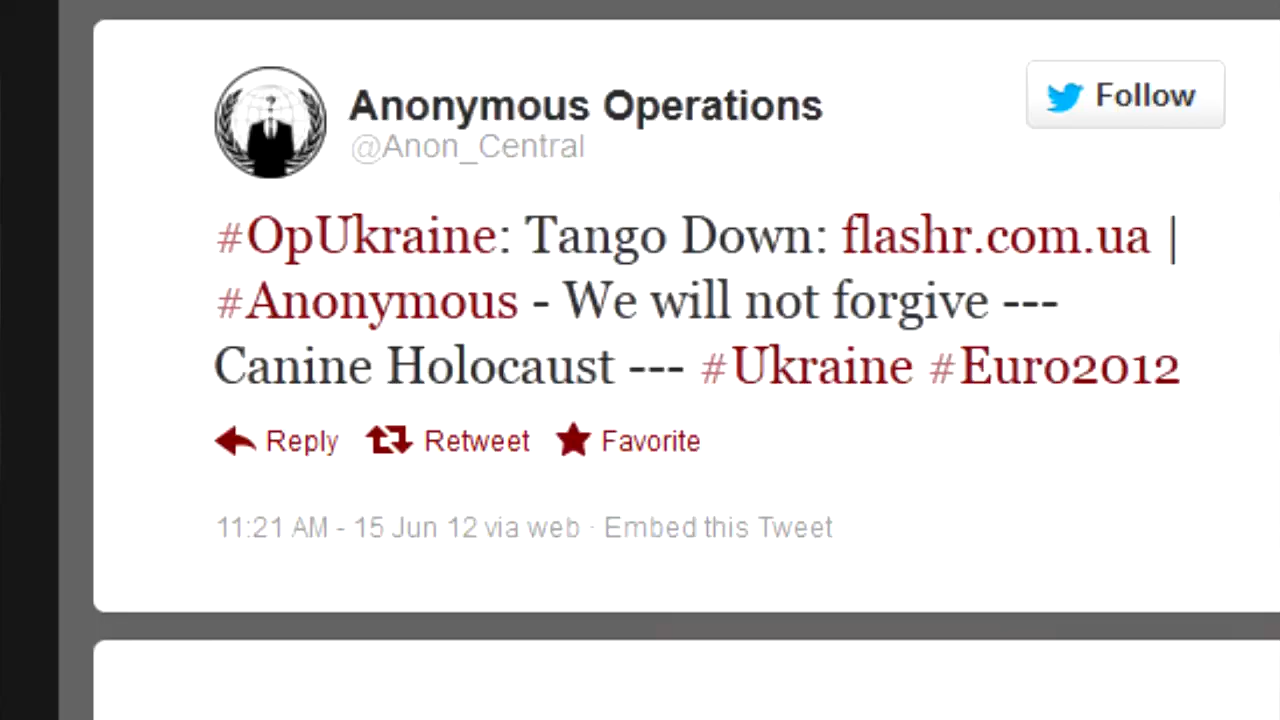 Anonymous Operations
Follow
@Anon_Central
#OpUkraine: Tango Down: flashr.com.ua |
#Anonymous - We will not forgive ---
Canine Holocaust --- #Ukraine #Euro2012
Reply Retweet Favorite
11:21 AM - 15 Jun 12 via web · Embed this Tweet